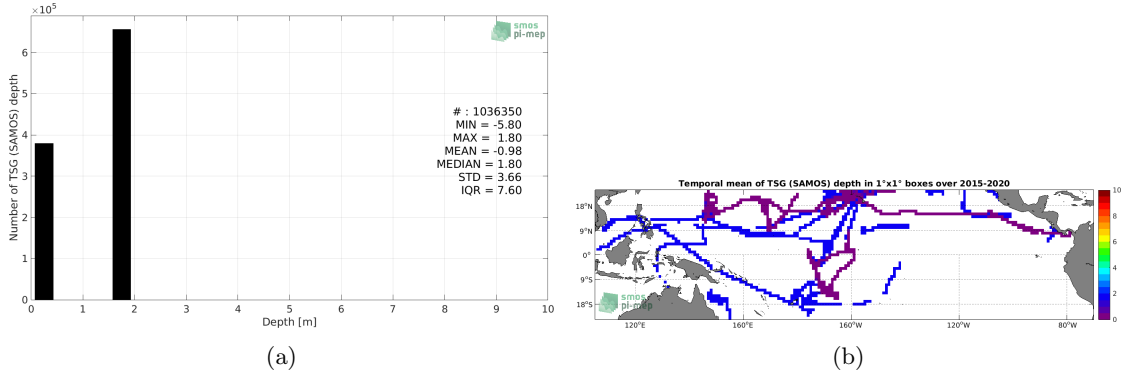 ×10⁵
smos
pi-mep
6
5
4
3
2
1
0
Number of TSG (SAMOS) depth
# : 1036350
MIN = -5.80
MAX = 1.80
MEAN = -0.98
MEDIAN = 1.80
STD = 3.66
IQR = 7.60
0 1 2 3 4 5 6 7 8 9 10
Depth [m]
(a)
Temporal mean of TSG (SAMOS) depth in 1°x1° boxes over 2015-2020
18°N
9°N
0°
9°S
18°S
smos
pi-mep
120°E 160°E 160°W 120°W 80°W
10
8
6
4
2
0
(b)